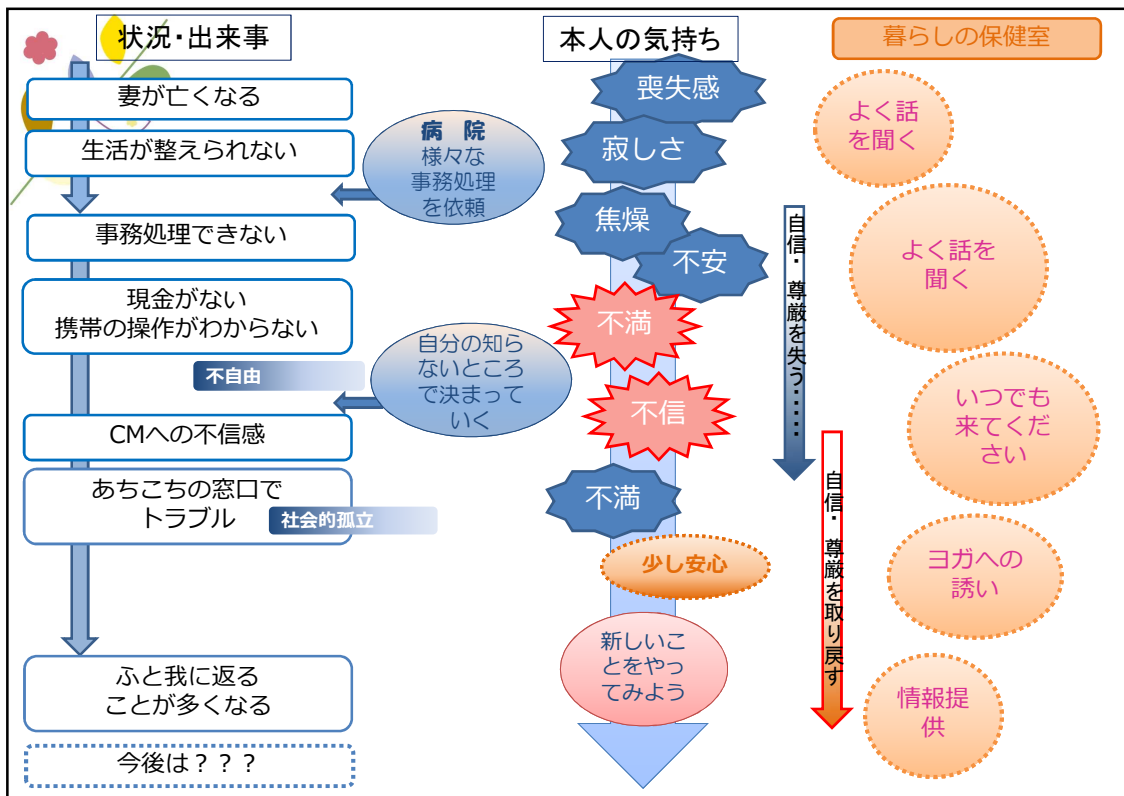 状況・出来事
妻が亡くなる
生活が整えられない
病　院
様々な
事務処理
を依頼
事務処理できない
現金がない
携帯の操作がわからない
不自由
自分の知ら
ないところ
で決まって
いく
CMへの不信感
あちこちの窓口で
トラブル
社会的孤立
ふと我に返る
ことが多くなる
今後は？？？
本人の気持ち
喪失感
寂しさ
焦燥
不安
不満
不信
不満
少し安心
新しいこ
とをやっ
てみよう
自信・尊厳を失う・・・・・
自信・尊厳を取り戻す
暮らしの保健室
よく話
を聞く
よく話を
聞く
いつでも
来てくだ
さい
ヨガへの
誘い
情報提
供